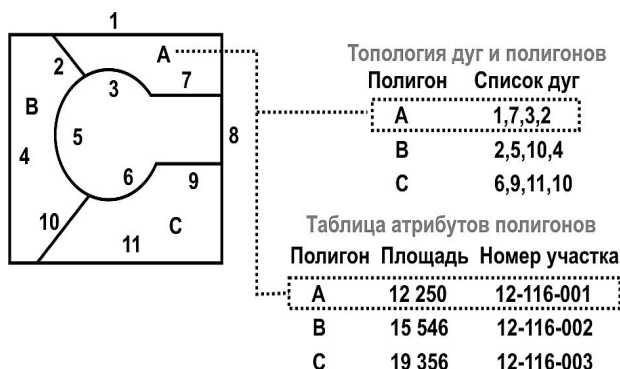 1
A
2
3
7
B
5
8
4
6
9
10
C
11
Топология дуг и полигонов
Полигон Список дуг
A 1,7,3,2
B 2,5,10,4
C 6,9,11,10
Таблица атрибутов полигонов
Полигон Площадь Номер участка
A 12 250 12-116-001
B 15 546 12-116-002
C 19 356 12-116-003